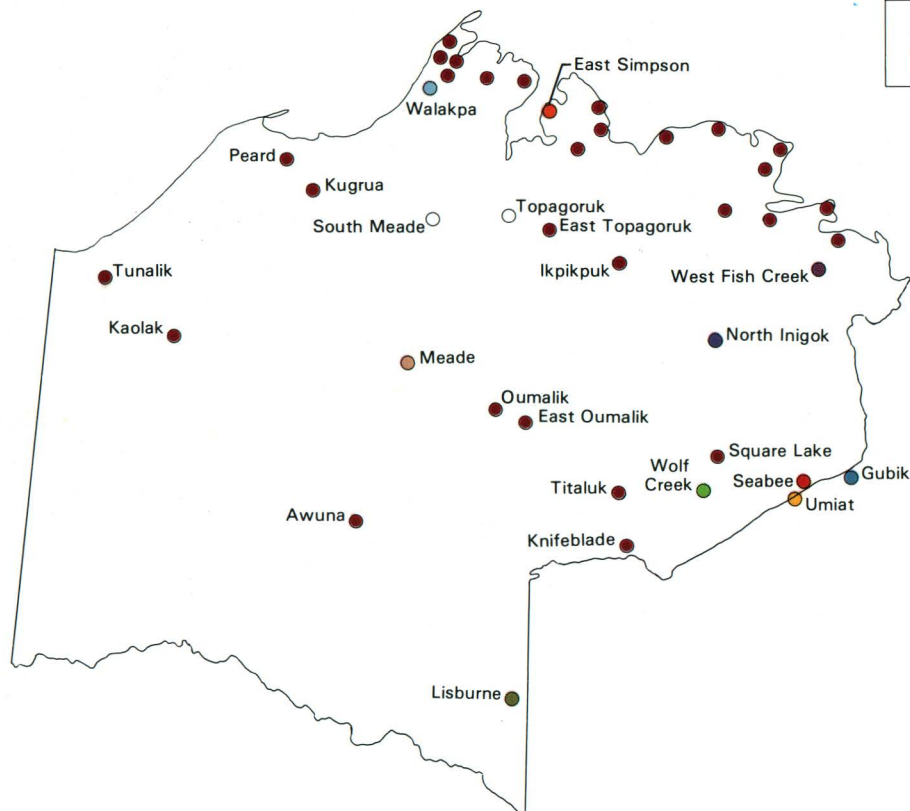 East Simpson
Walakpa
Peard
Kugrua
South Meade
Topagoruk
East Topagoruk
Ikpikpuk
West Fish Creek
Tunalik
Kaolak
North Inigok
Meade
Oumalik
East Oumalik
Square Lake
Wolf
Creek
Seabee
Gubik
Titaluk
Umiat
Awuna
Knifeblade
Lisburne